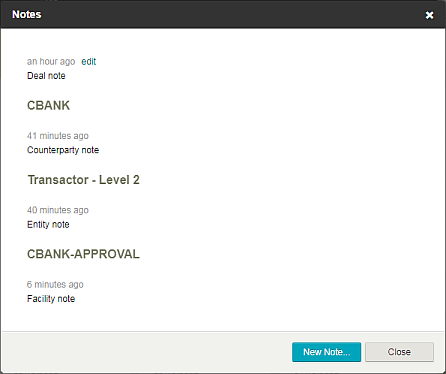 Notes
an hour ago edit
Deal note
CBANK
41 minutes ago
Counterparty note
Transactor - Level 2
40 minutes ago
Entity note
CBANK-APPROVAL
6 minutes ago
Facility note
New Note... Close